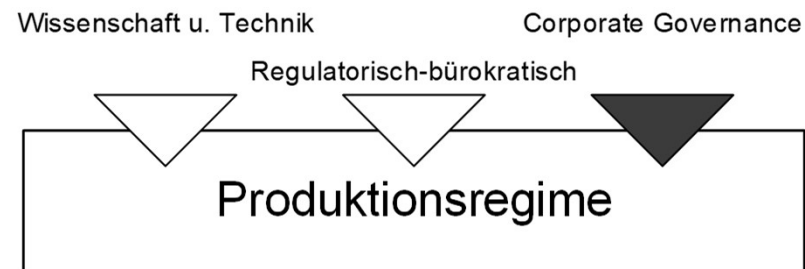 Wissenschaft u. Technik
Corporate Governance
Regulatorisch-bürokratisch
Produktionsregime